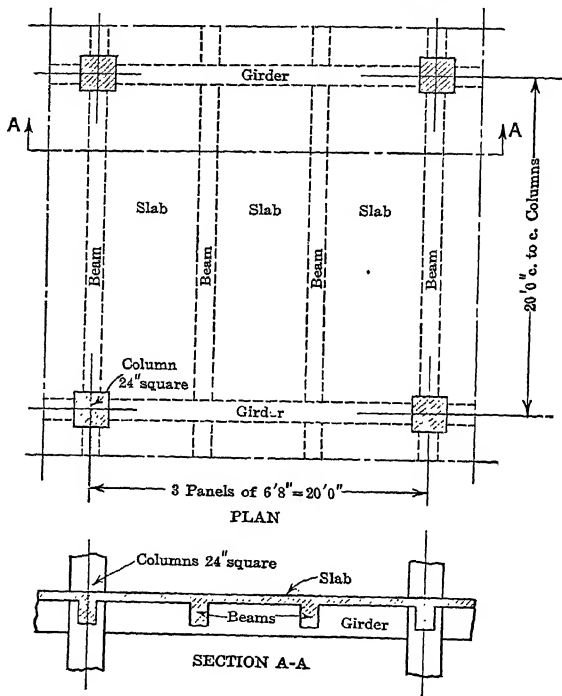 Girder
A
A
Slab
Slab
Slab
Beam
Beam
Beam
Beam
20'0" c. to c. Columns
Column
24" square
Girder
3 Panels of 6'8"=20'0"
PLAN
Columns 24" square
Slab
Beams
Girder
SECTION A-A